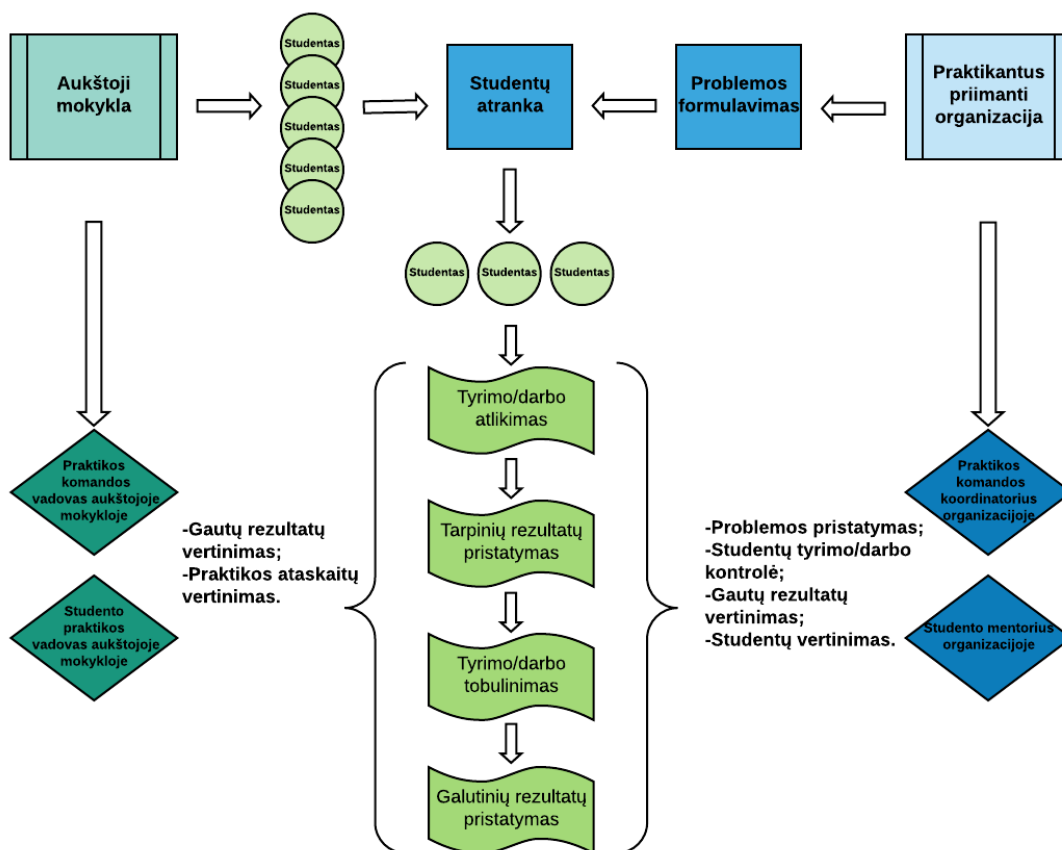 Aukštoji
mokykla
Studentas
Studentas
Studentas
Studentas
Studentas
Studentų
atranka
Problemos
formulavimas
Praktikantus
priimanti
organizacija
Studentas
Studentas
Studentas
Tyrimo/darbo
atlikimas
Tarpinių rezultatų
pristatymas
Tyrimo/darbo
tobulinimas
Galutinių rezultatų
pristatymas
Praktikos
komandos
vadovas aukštojoje
mokykloje
Studento
praktikos
vadovas aukštojoje
mokykloje
-Gautų rezultatų
vertinimas;
-Praktikos ataskaitų
vertinimas.
-Problemos pristatymas;
-Studentų tyrimo/darbo
kontrolė;
-Gautų rezultatų
vertinimas;
-Studentų vertinimas.
Praktikos
komandos
koordinatorius
organizacijoje
Studento mentorius
organizacijoje